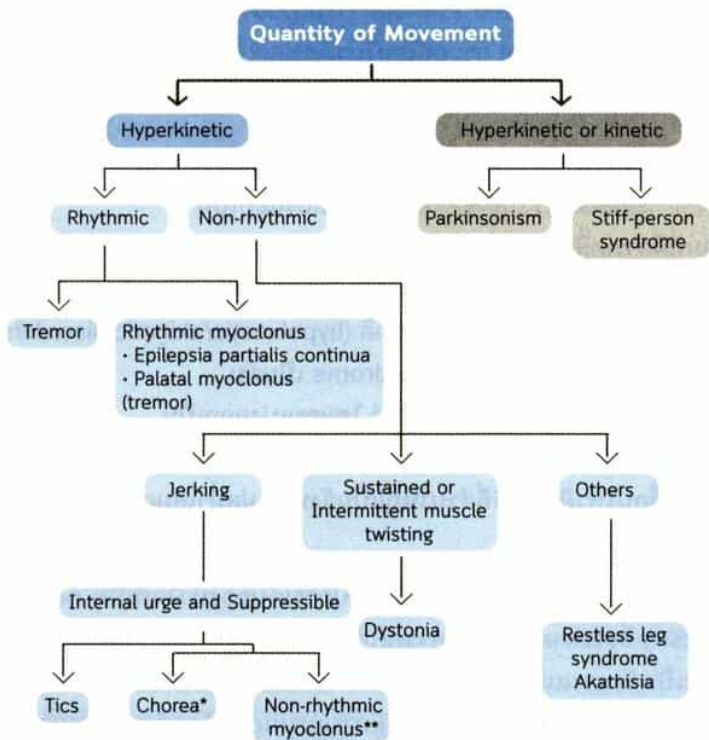 Quantity of Movement
Hyperkinetic
Hyperkinetic or kinetic
Rhythmic
Non-rhythmic
Parkinsonism
Stiff-person
syndrome
Tremor
Rhythmic myoclonus
· Epilepsia partialis continua
· Palatal myoclonus
(tremor)
Jerking
Sustained or
Intermittent muscle
twisting
Others
Internal urge and Suppressible
Dystonia
Restless leg
syndrome
Akathisia
Tics
Chorea*
Non-rhythmic
myoclonus**